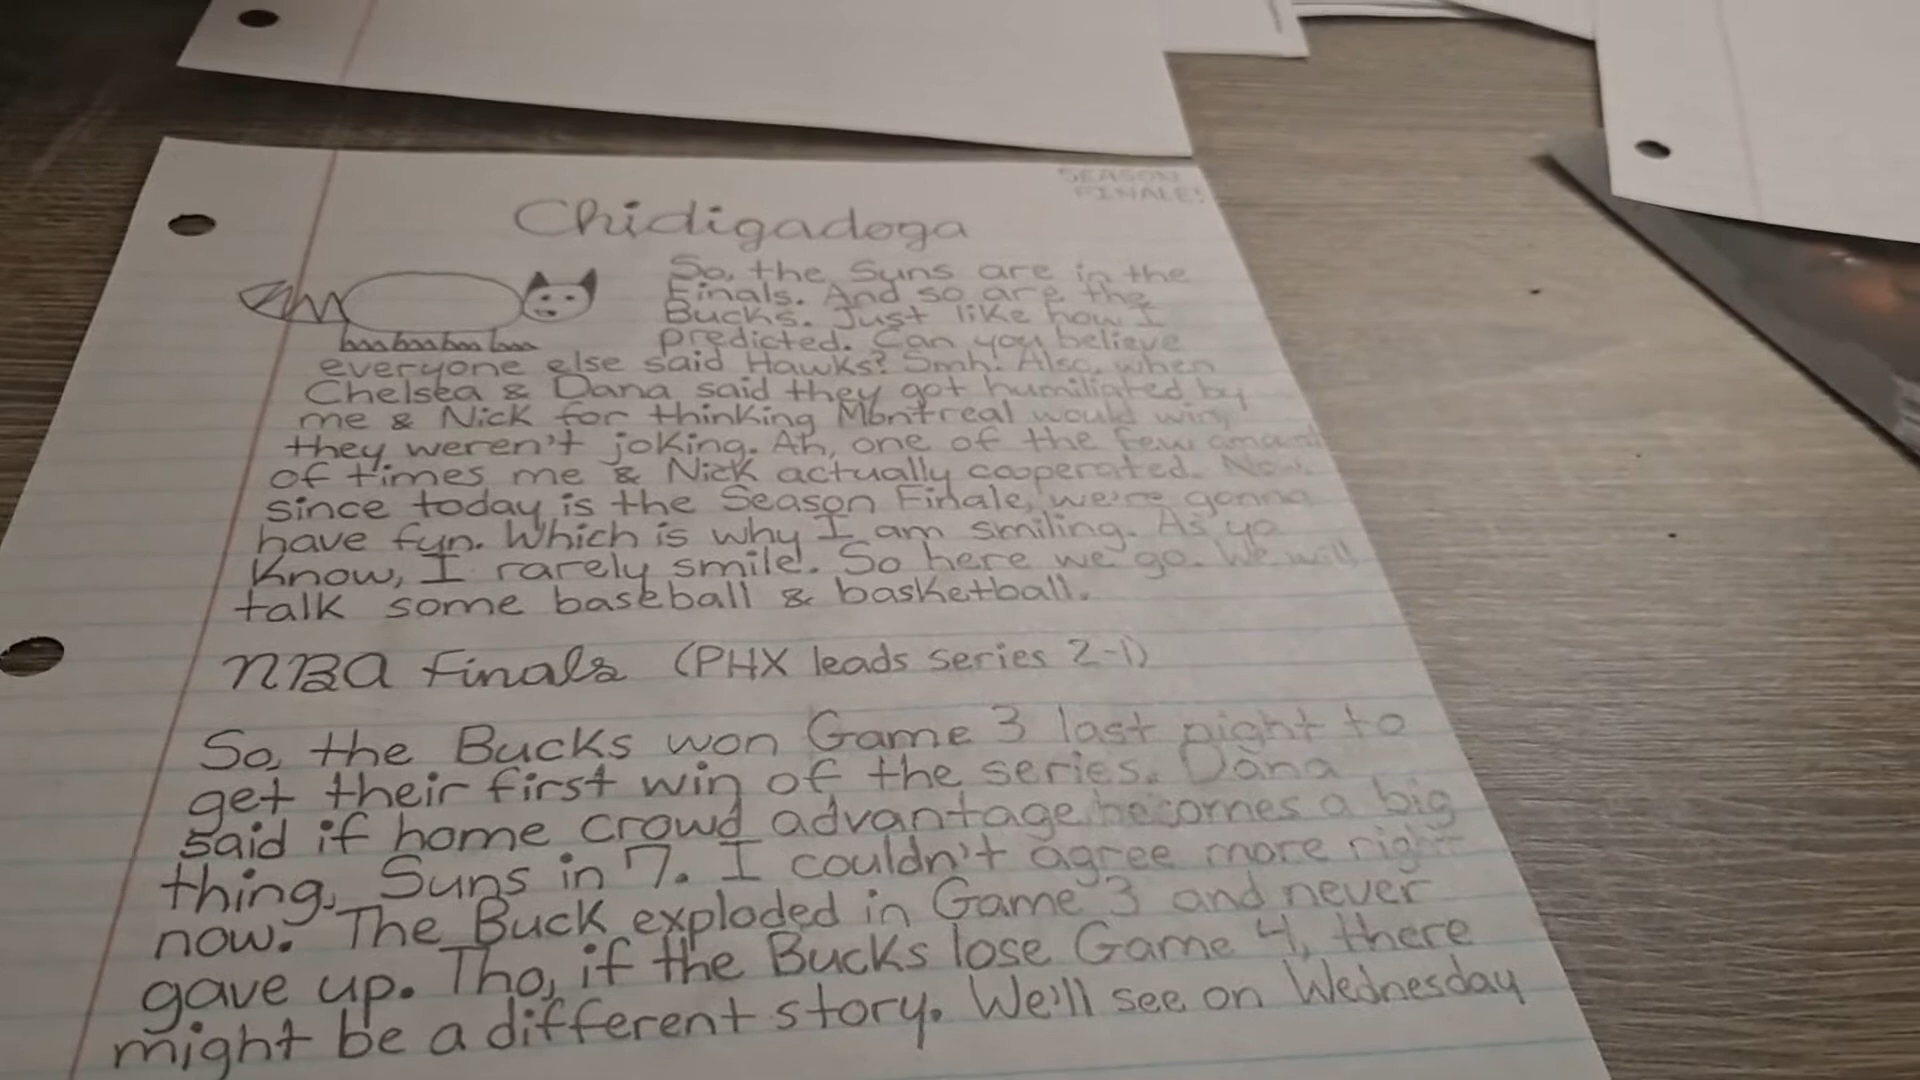 SEASON
FINALE!
Chidigadoga
So, the Suns are in the
Finals. And so are the
Bucks. Just like how I
predicted. Can you believe
everyone else said Hawks? Smh. Also, when
Chelsea & Dana said they got humiliated by
me & Nick for thinking Montreal would win,
they weren't joking. Ah, one of the few
of times me & Nick actually cooperated. Now,
since today is the Season Finale, we're gonna
have fun. Which is why I am smiling. As yo
know, I rarely smile. So here we go. We will
talk some baseball & basketball.
NBA Finals (PHX leads series 2-1)
So, the Bucks won Game 3 last night to
get their first win of the series. Dana
said if home crowd advantage becomes a big
thing, Suns in 7. I couldn't agree more right
now. The Buck exploded in Game 3 and never
gave up. Tho, if the Bucks lose Game 4, there
might be a different story. We'll see on Wednesday